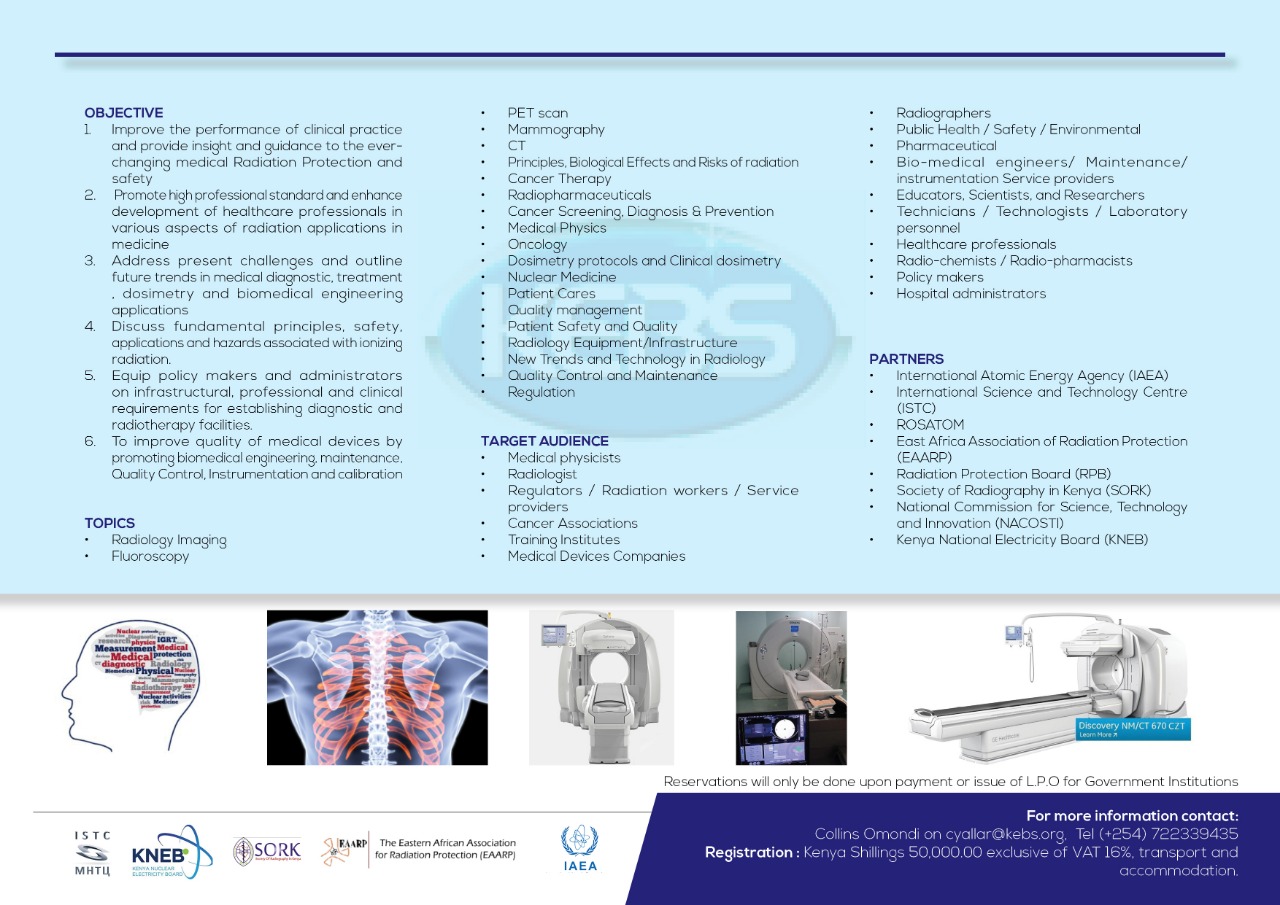 OBJECTIVE
1. Improve the performance of clinical practice
and provide insight and guidance to the ever-
changing medical Radiation Protection and
safety
2. Promote high professional standard and enhance
development of healthcare professionals in
various aspects of radiation applications in
medicine
3. Address present challenges and outline
future trends in medical diagnostic, treatment
, dosimetry and biomedical engineering
applications
4. Discuss fundamental principles, safety,
applications and hazards associated with ionizing
radiation.
5. Equip policy makers and administrators
on infrastructural, professional and clinical
requirements for establishing diagnostic and
radiotherapy facilities.
6. To improve quality of medical devices by
promoting biomedical engineering, maintenance,
Quality Control, Instrumentation and calibration
TOPICS
• Radiology Imaging
• Fluoroscopy
• PET scan
• Mammography
• CT
• Principles, Biological Effects and Risks of radiation
• Cancer Therapy
• Radiopharmaceuticals
• Cancer Screening, Diagnosis & Prevention
• Medical Physics
• Oncology
• Dosimetry protocols and Clinical dosimetry
• Nuclear Medicine
• Patient Cares
• Quality management
• Patient Safety and Quality
• Radiology Equipment/Infrastructure
• New Trends and Technology in Radiology
• Quality Control and Maintenance
• Regulation
KEBS
TARGET AUDIENCE
• Medical physicists
• Radiologist
• Regulators / Radiation workers / Service
providers
• Cancer Associations
• Training Institutes
• Medical Devices Companies
• Radiographers
• Public Health / Safety / Environmental
• Pharmaceutical
• Bio-medical engineers/ Maintenance/
instrumentation Service providers
• Educators, Scientists, and Researchers
• Technicians / Technologists / Laboratory
personnel
• Healthcare professionals
• Radio-chemists / Radio-pharmacists
• Policy makers
• Hospital administrators
PARTNERS
• International Atomic Energy Agency (IAEA)
• International Science and Technology Centre
(ISTC)
• ROSATOM
• East Africa Association of Radiation Protection
(EAARP)
• Radiation Protection Board (RPB)
• Society of Radiography in Kenya (SORK)
• National Commission for Science, Technology
and Innovation (NACOSTI)
• Kenya National Electricity Board (KNEB)
Nuclear
research physics IGRT
Measurement Medical
Medical protection
diagnostic Radiology
Biomedical Physical Nuclear
Mammography
Radiotherapy
Nuclear activities
risk Medicine
protection
Discovery NM/CT 670 CZT
Learn More
Reservations will only be done upon payment or issue of L.P.O for Government Institutions
ISTC
МНТЦ
KNEB
KENYA NUCLEAR
ELECTRICITY BOARD
SORK
Society Of Radiography in Kenya
EAARP
The Eastern African Association
for Radiation Protection (EAARP)
IAEA
For more information contact:
Collins Omondi on cyallar@kebs.org, Tel (+254) 722339435
Registration : Kenya Shillings 50,000.00 exclusive of VAT 16%, transport and
accommodation.